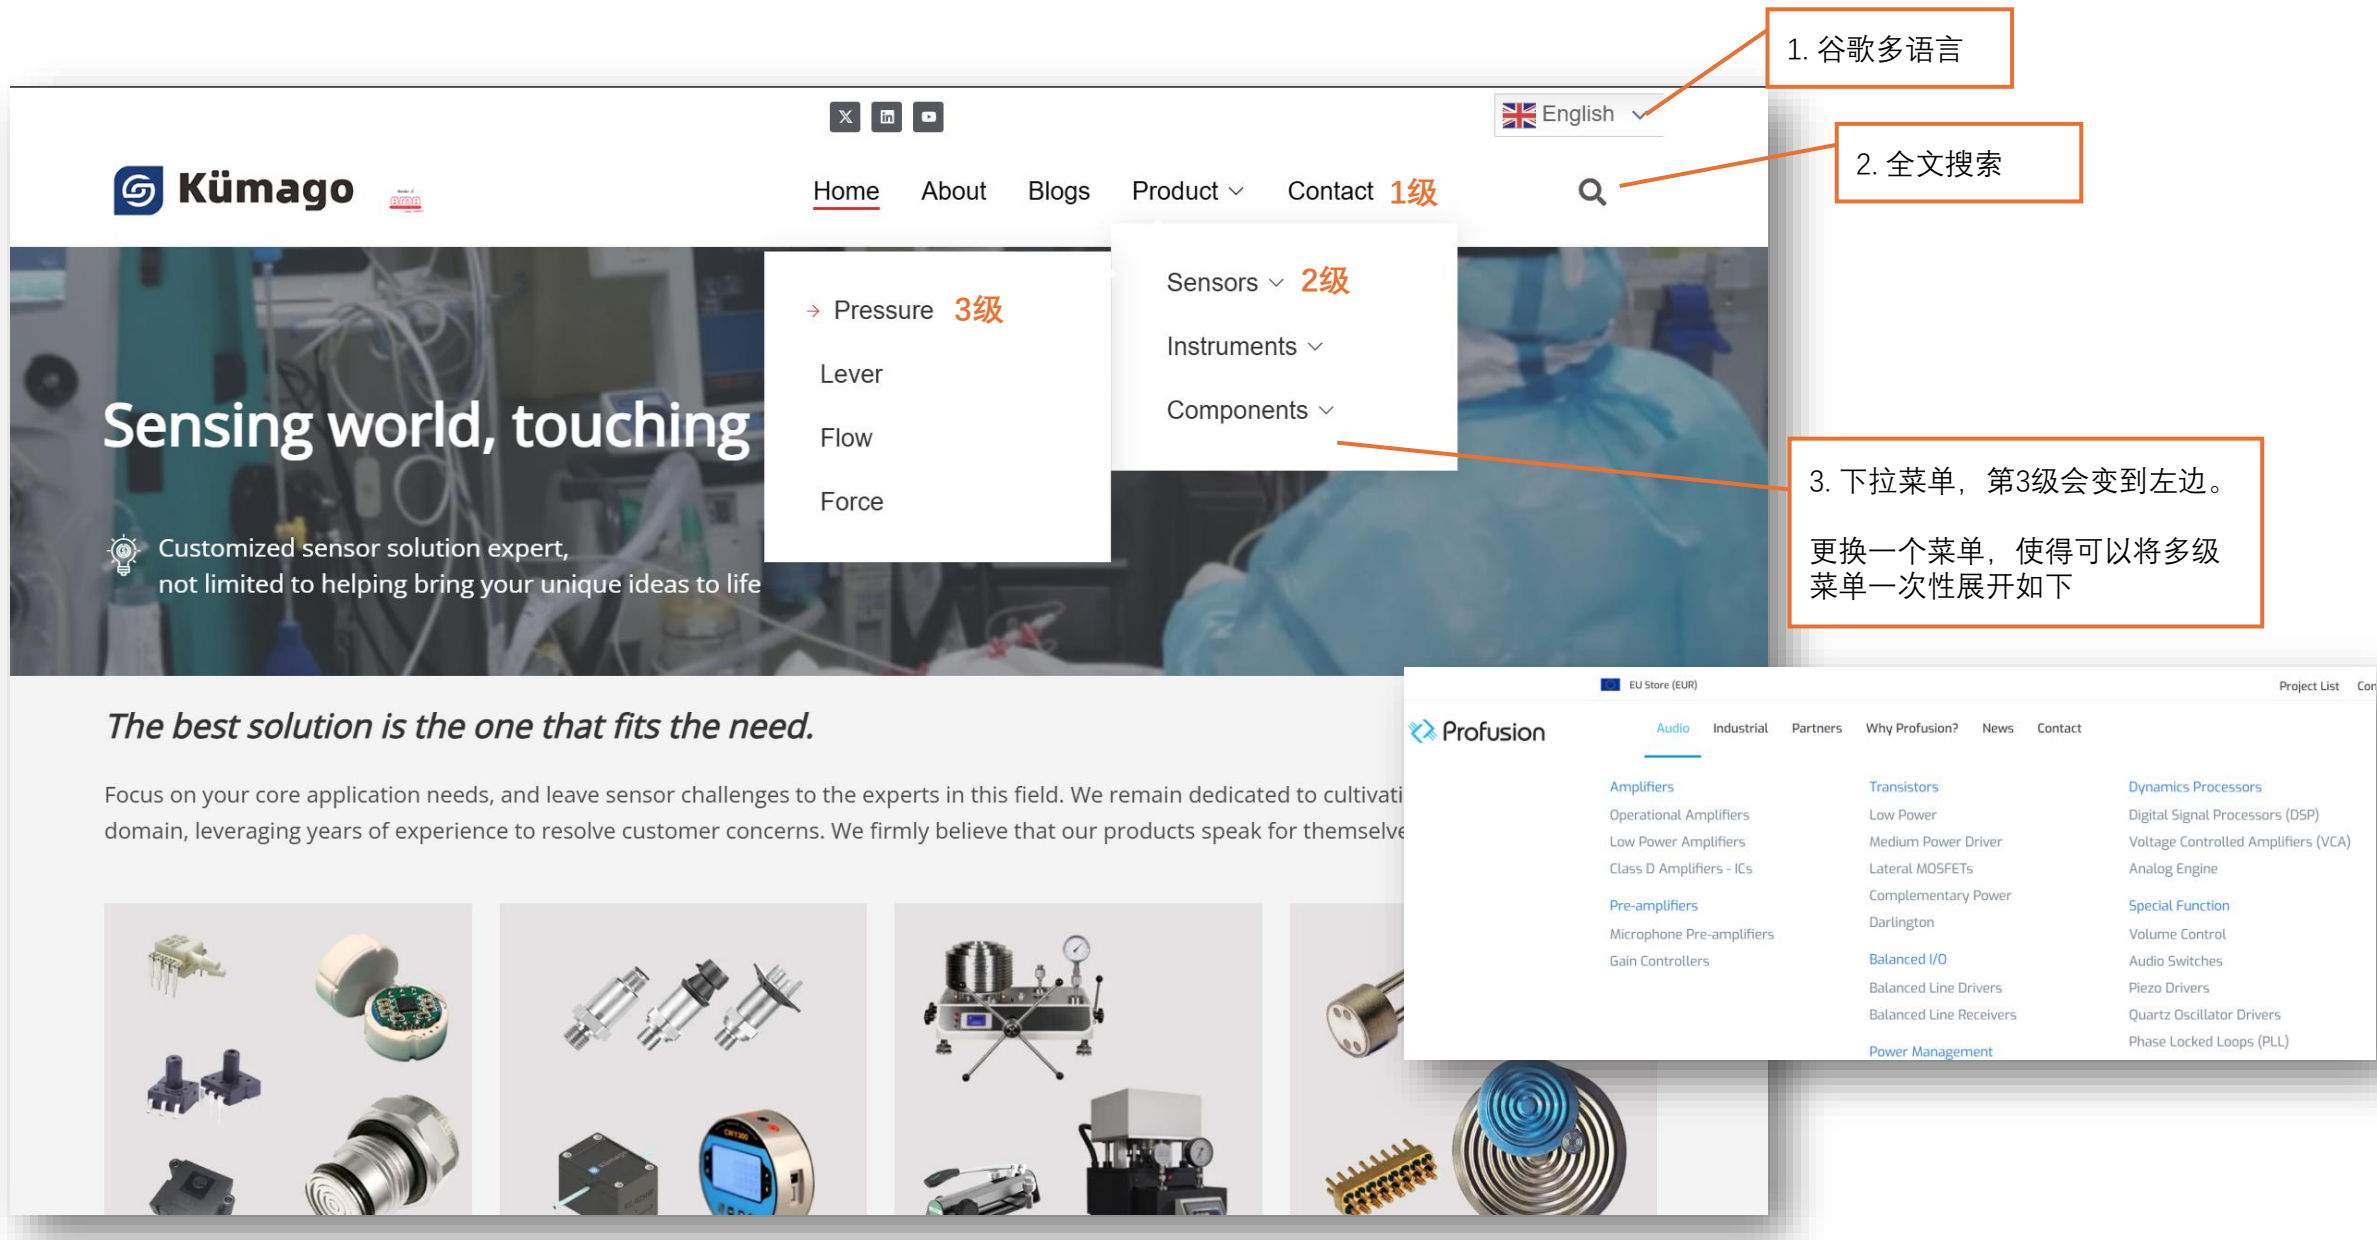 1. 谷歌多语言
English
2. 全文搜索
Kümago
Home About Blogs Product Contact 1级
Sensors 2级
Instruments
Components
Pressure 3级
Lever
Flow
Force
Sensing world, touching
Customized sensor solution expert,
not limited to helping bring your unique ideas to life
3. 下拉菜单，第3级会变到左边。
更换一个菜单，使得可以将多级
菜单一次性展开如下
The best solution is the one that fits the need.
Focus on your core application needs, and leave sensor challenges to the experts in this field. We remain dedicated to cultivati
domain, leveraging years of experience to resolve customer concerns. We firmly believe that our products speak for themselve
EU Store (EUR)
Project List Con
Profusion
Audio Industrial Partners Why Profusion? News Contact
Amplifiers
Operational Amplifiers
Low Power Amplifiers
Class D Amplifiers - ICs
Pre-amplifiers
Microphone Pre-amplifiers
Gain Controllers
Transistors
Low Power
Medium Power Driver
Lateral MOSFETs
Complementary Power
Darlington
Balanced I/O
Balanced Line Drivers
Balanced Line Receivers
Power Management
Dynamics Processors
Digital Signal Processors (DSP)
Voltage Controlled Amplifiers (VCA)
Analog Engine
Special Function
Volume Control
Audio Switches
Piezo Drivers
Quartz Oscillator Drivers
Phase Locked Loops (PLL)